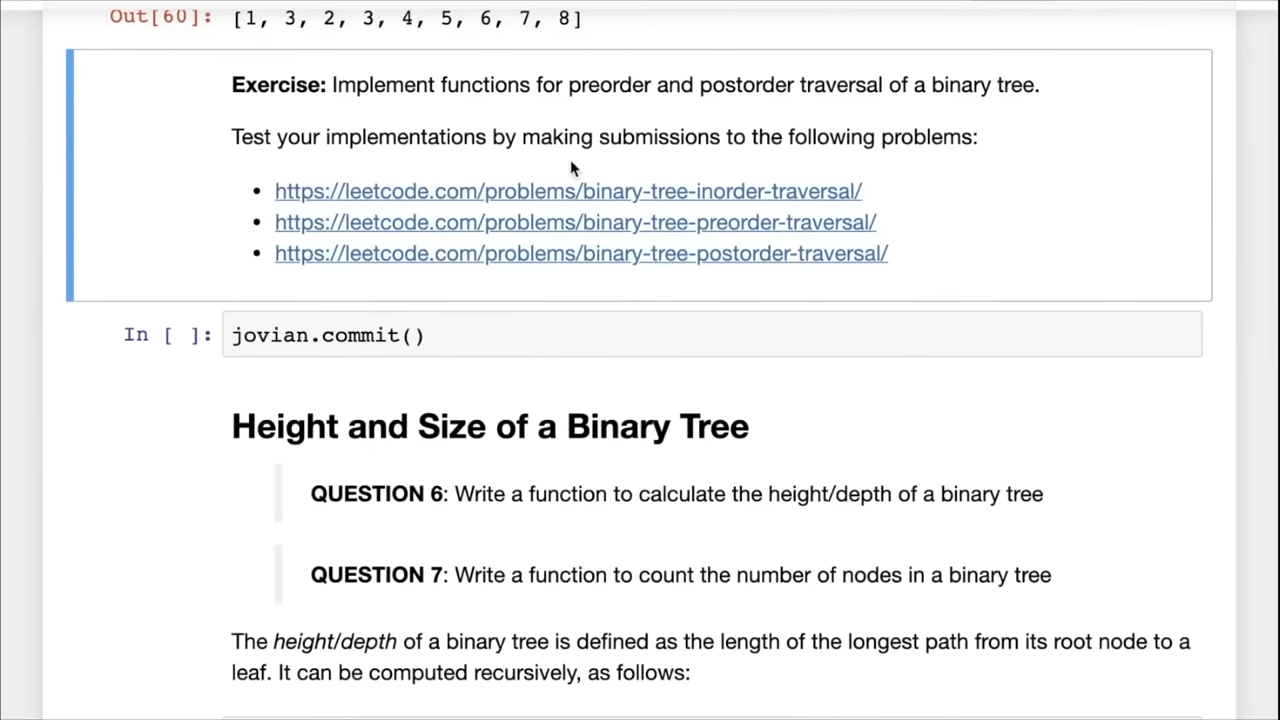 Out[60]: [1, 3, 2, 3, 4, 5, 6, 7, 8]
Exercise: Implement functions for preorder and postorder traversal of a binary tree.
Test your implementations by making submissions to the following problems:
• https://leetcode.com/problems/binary-tree-inorder-traversal/
• https://leetcode.com/problems/binary-tree-preorder-traversal/
• https://leetcode.com/problems/binary-tree-postorder-traversal/
In [ ]: jovian.commit()
Height and Size of a Binary Tree
QUESTION 6: Write a function to calculate the height/depth of a binary tree
QUESTION 7: Write a function to count the number of nodes in a binary tree
The height/depth of a binary tree is defined as the length of the longest path from its root node to a
leaf. It can be computed recursively, as follows: